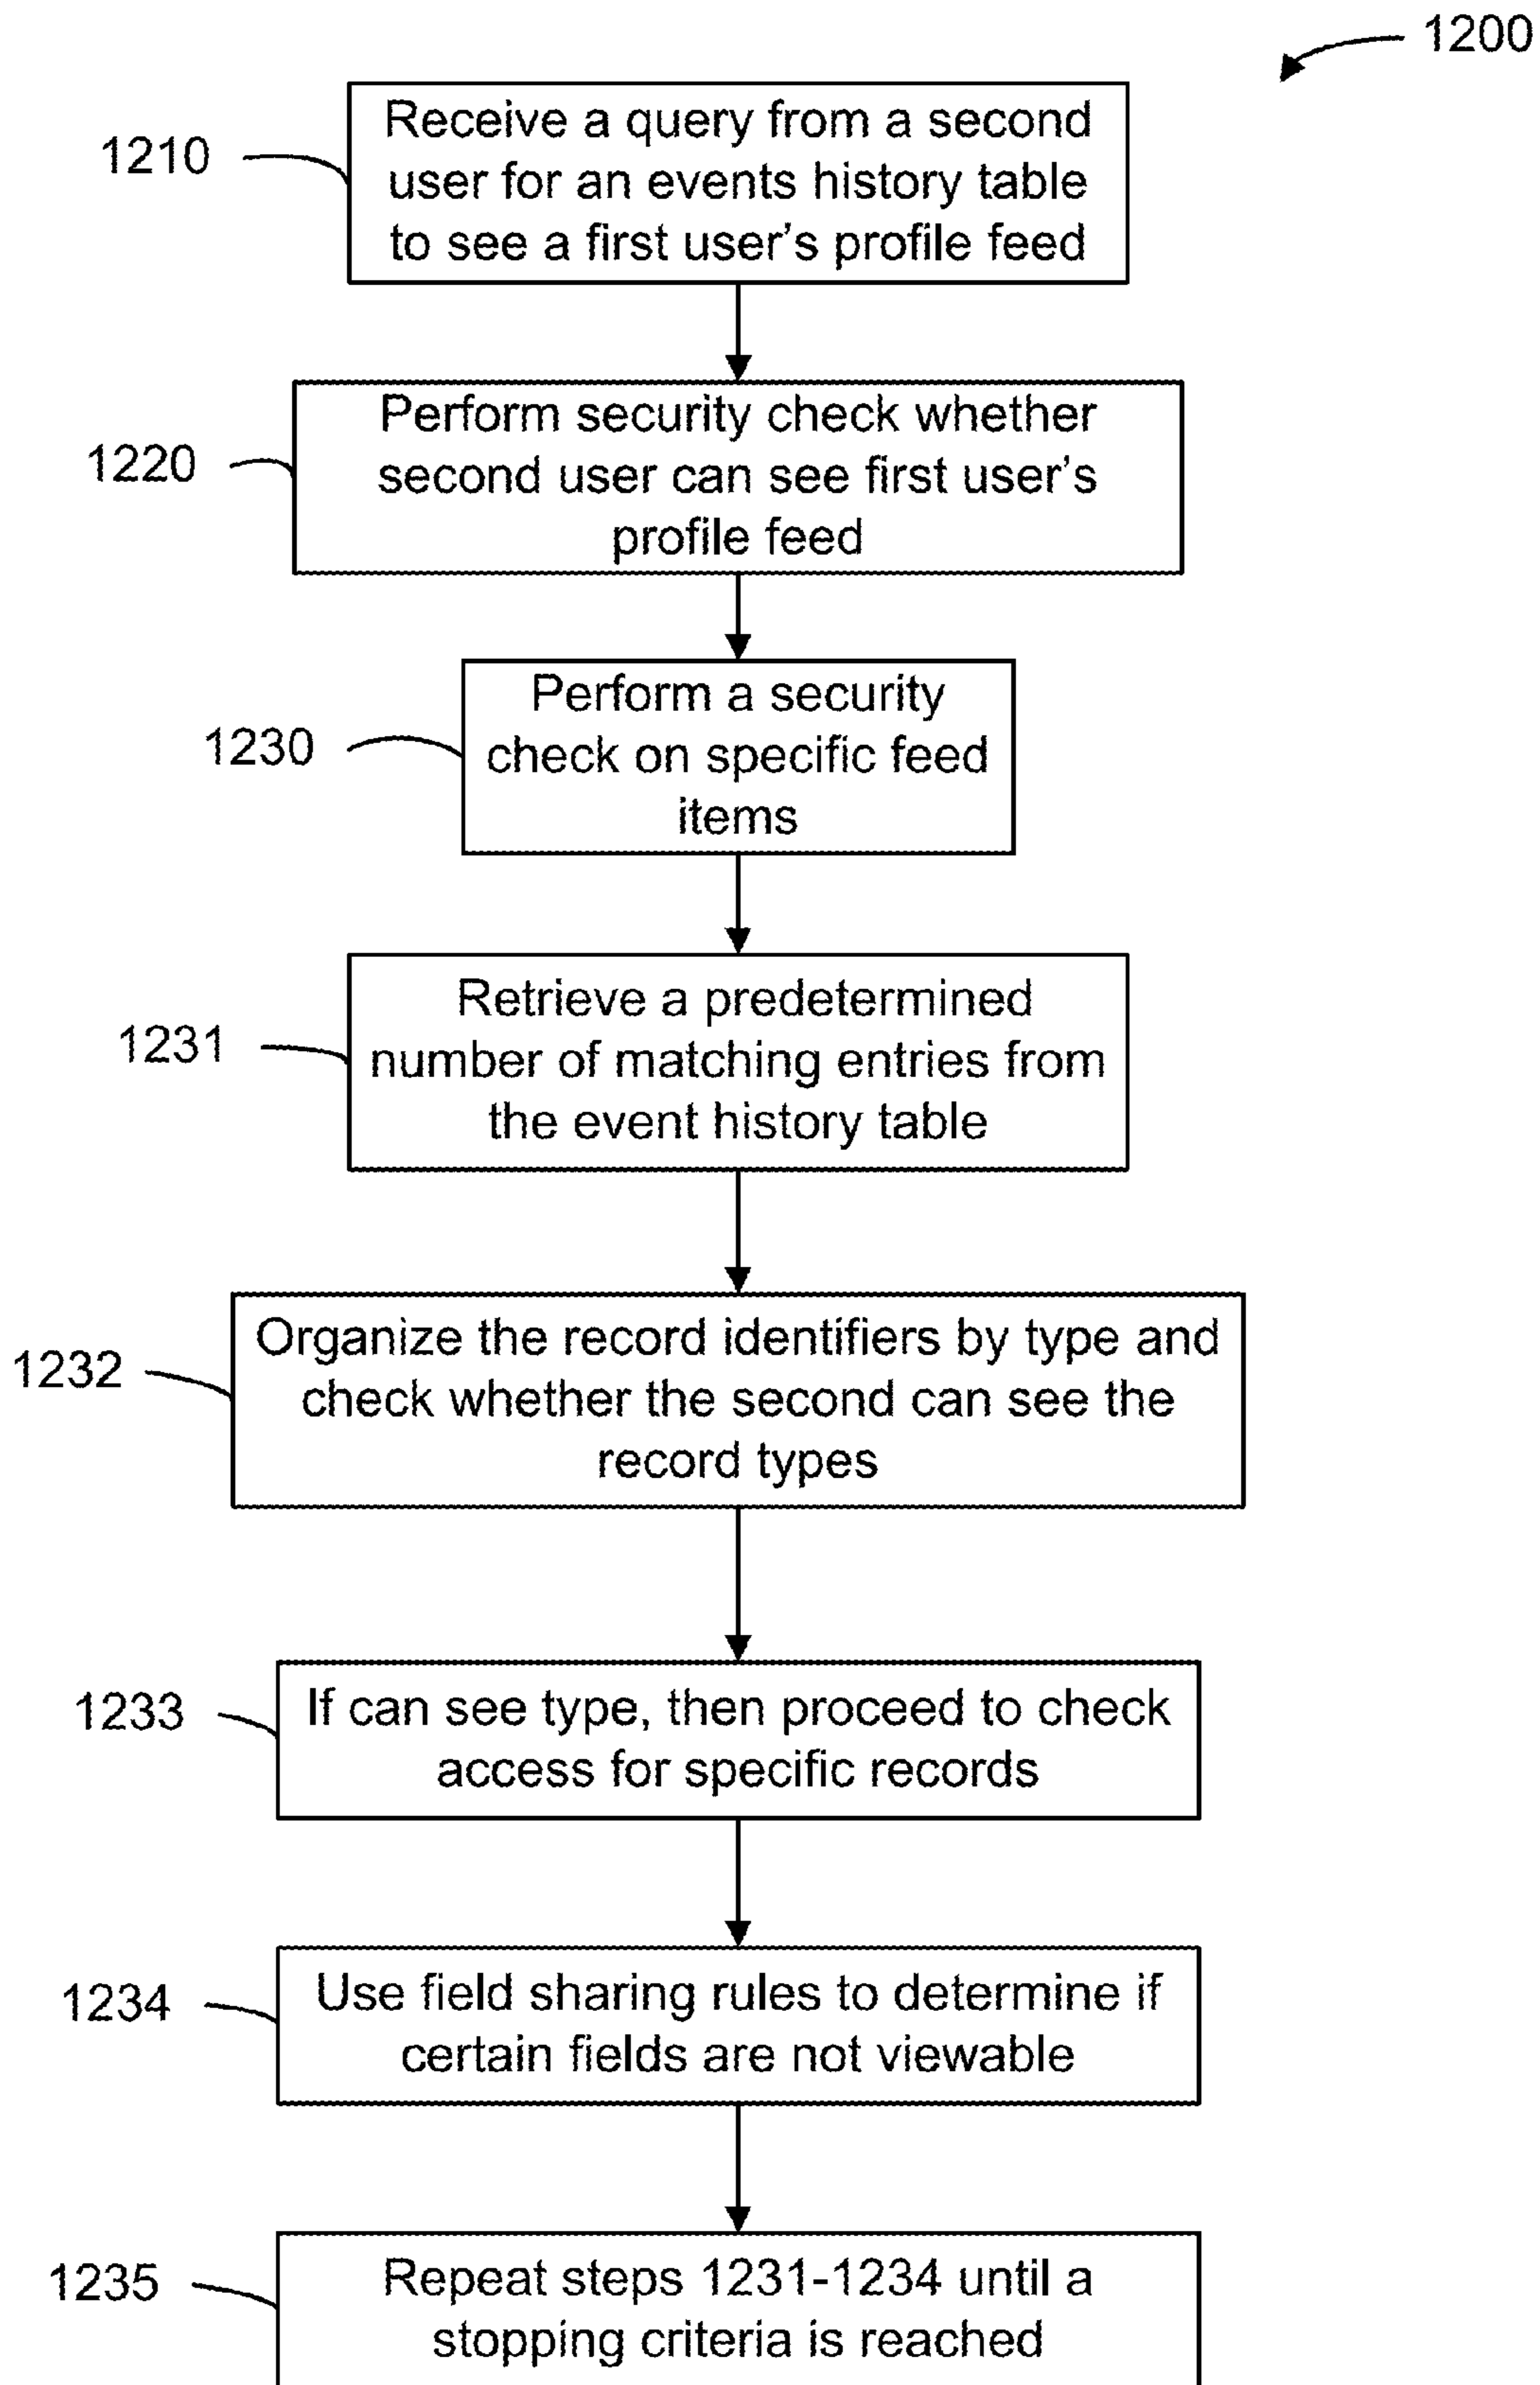 1200
1210
Receive a query from a second
user for an events history table
to see a first user's profile feed
1220
Perform security check whether
second user can see first user's
profile feed
1230
Perform a security
check on specific feed
items
1231
Retrieve a predetermined
number of matching entries from
the event history table
1232
Organize the record identifiers by type and
check whether the second can see the
record types
1233
If can see type, then proceed to check
access for specific records
1234
Use field sharing rules to determine if
certain fields are not viewable
1235
Repeat steps 1231-1234 until a
stopping criteria is reached